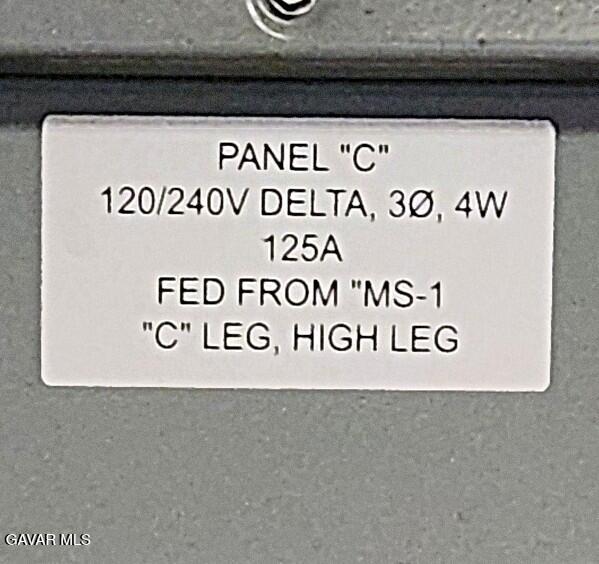 PANEL "C"
120/240V DELTA, 3Ø, 4W
125A
FED FROM "MS-1
"C" LEG, HIGH LEG
GAVAR MLS